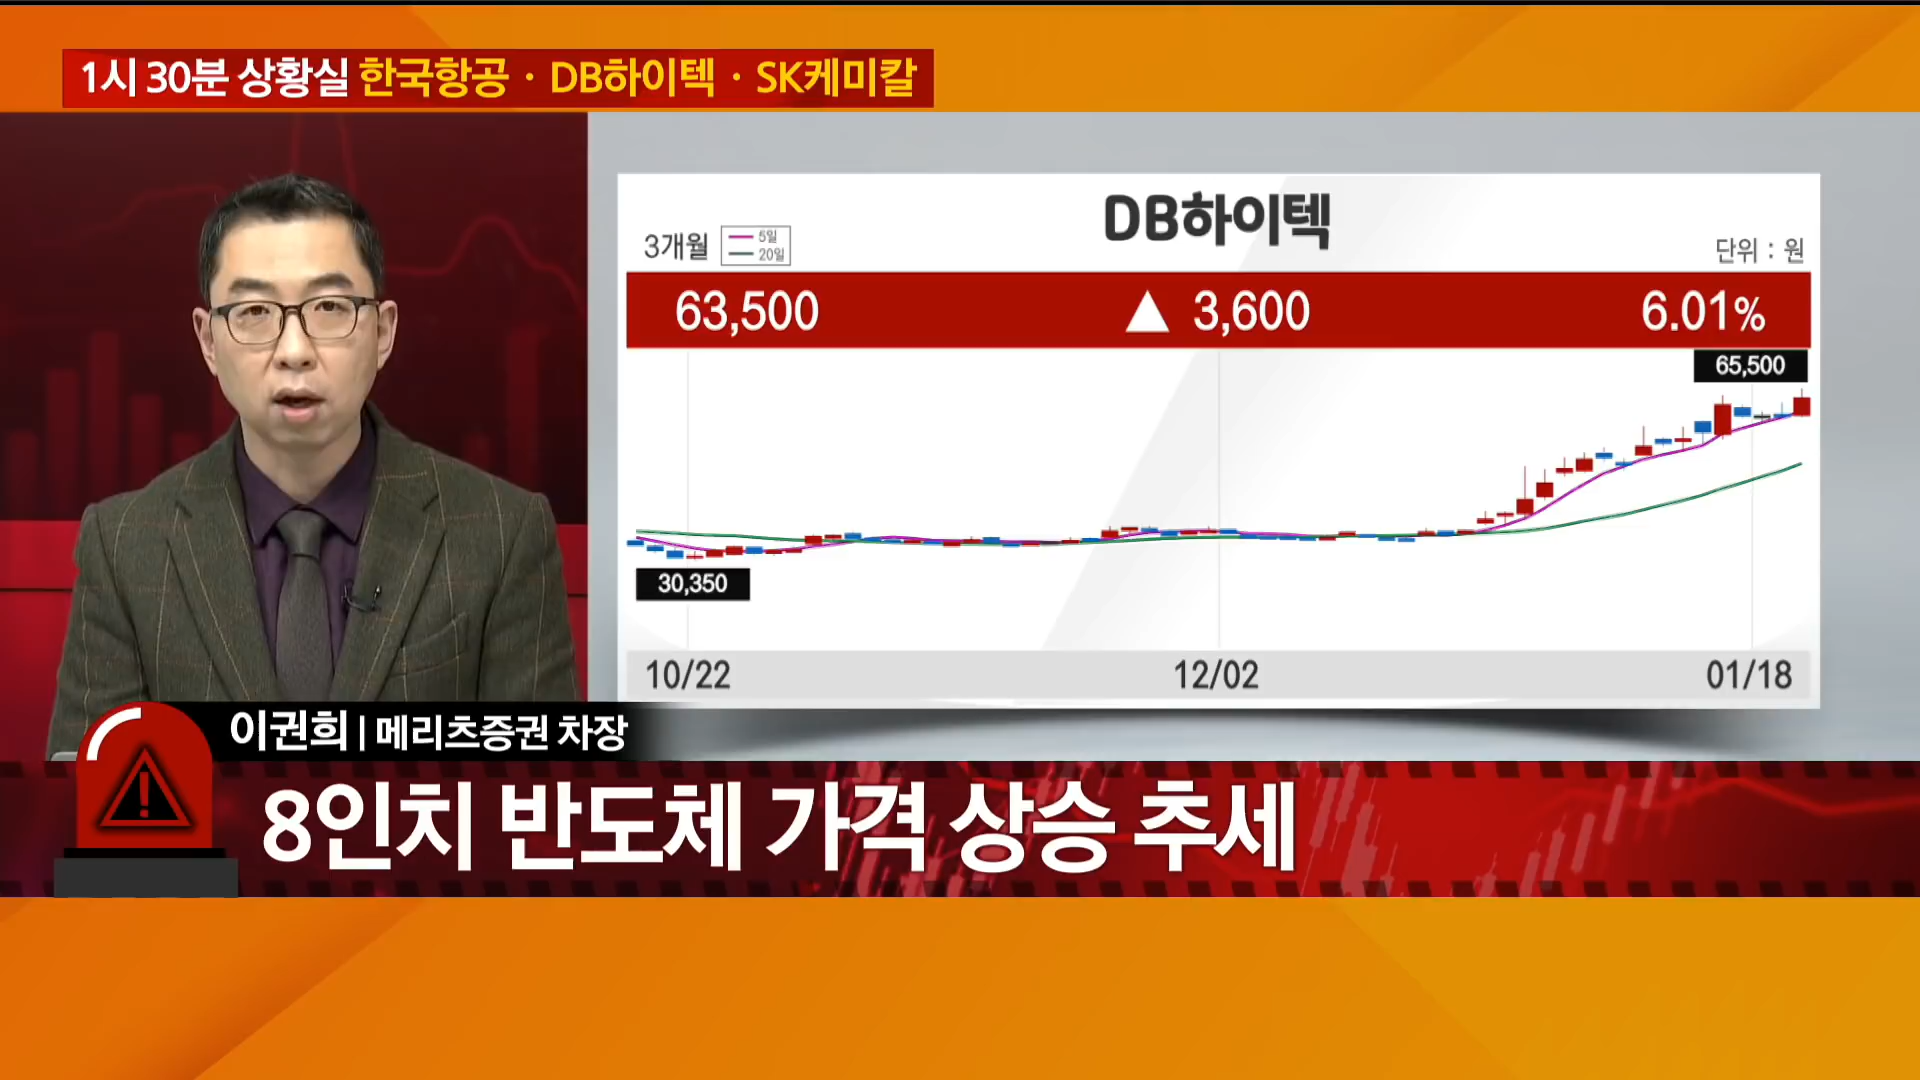 1시 30분 상황실 한국항공 · DB하이텍 · SK케미칼
DB하이텍
3개월
5일
20일
단위 : 원
63,500 ▲ 3,600 6.01%
65,500
30,350
10/22 12/02 01/18
이권희 | 메리츠증권 차장
8인치 반도체 가격 상승 추세